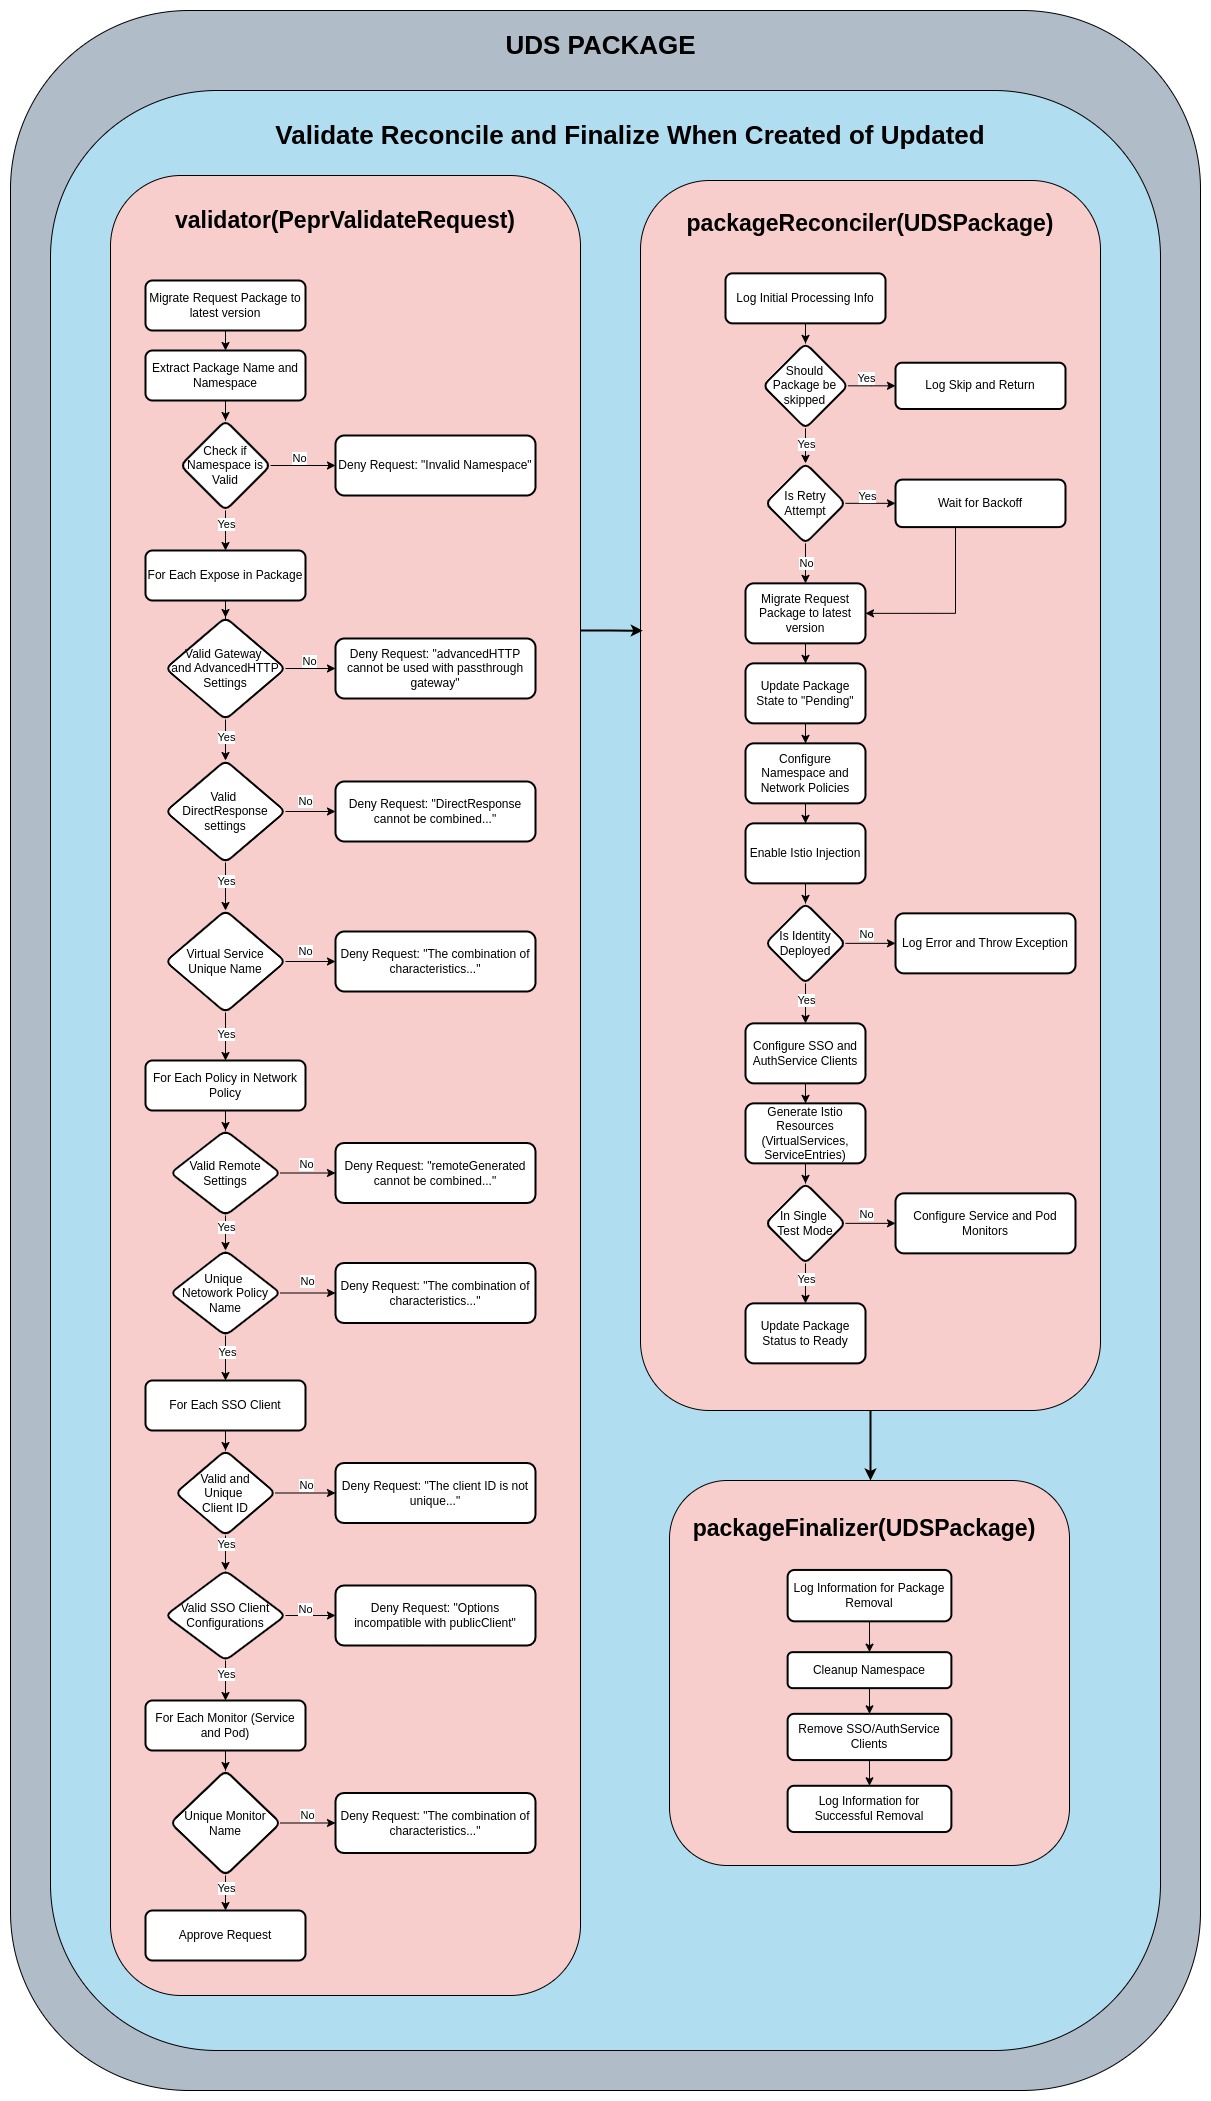 UDS PACKAGE
Validate Reconcile and Finalize When Created of Updated
validator(PeprValidateRequest)
Migrate Request Package to
latest version
Extract Package Name and
Namespace
Check if
Namespace is
Valid
No
Deny Request: "Invalid Namespace"
Yes
For Each Expose in Package
Valid Gateway
and AdvancedHTTP
Settings
No
Deny Request: "advancedHTTP
cannot be used with passthrough
gateway"
Yes
Valid
DirectResponse
settings
No
Deny Request: "DirectResponse
cannot be combined..."
Yes
Virtual Service
Unique Name
No
Deny Request: "The combination of
characteristics..."
Yes
For Each Policy in Network
Policy
Valid Remote
Settings
No
Deny Request: "remoteGenerated
cannot be combined..."
Yes
Unique
Netowork Policy
Name
No
Deny Request: "The combination of
characteristics..."
Yes
For Each SSO Client
Valid and
Unique
Client ID
No
Deny Request: "The client ID is not
unique..."
Yes
Valid SSO Client
Configurations
No
Deny Request: "Options
incompatible with publicClient"
Yes
For Each Monitor (Service
and Pod)
Unique Monitor
Name
No
Deny Request: "The combination of
characteristics..."
Yes
Approve Request
packageReconciler(UDSPackage)
Log Initial Processing Info
Should
Package be
skipped
Yes
Log Skip and Return
Yes
Is Retry
Attempt
Yes
Wait for Backoff
No
Migrate Request
Package to latest
version
Update Package
State to "Pending"
Configure
Namespace and
Network Policies
Enable Istio Injection
Is Identity
Deployed
No
Log Error and Throw Exception
Yes
Configure SSO and
AuthService Clients
Generate Istio
Resources
(VirtualServices,
ServiceEntries)
In Single
Test Mode
No
Configure Service and Pod
Monitors
Yes
Update Package
Status to Ready
packageFinalizer(UDSPackage)
Log Information for Package
Removal
Cleanup Namespace
Remove SSO/AuthService
Clients
Log Information for
Successful Removal